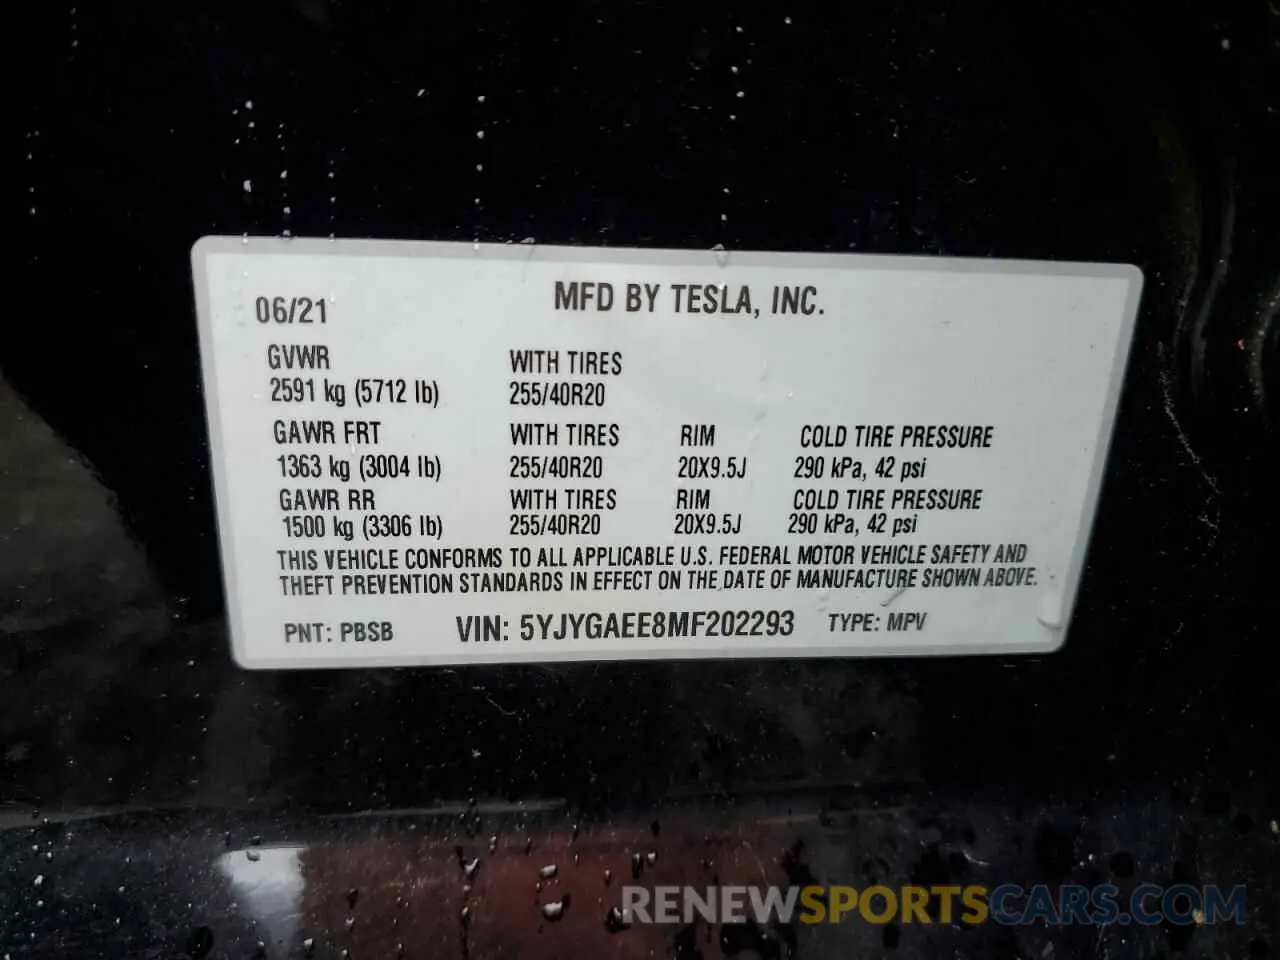 MFD BY TESLA, INC.
06/21
GVWR WITH TIRES
2591 kg (5712 lb) 255/40R20
GAWR FRT WITH TIRES RIM COLD TIRE PRESSURE
1363 kg (3004 lb) 255/40R20 20X9.5J 290 kPa, 42 psi
GAWR RR WITH TIRES RIM COLD TIRE PRESSURE
1500 kg (3306 lb) 255/40R20 20X9.5J 290 kPa, 42 psi
THIS VEHICLE CONFORMS TO ALL APPLICABLE U.S. FEDERAL MOTOR VEHICLE SAFETY AND
THEFT PREVENTION STANDARDS IN EFFECT ON THE DATE OF MANUFACTURE SHOWN ABOVE.
PNT: PBSB VIN: 5YJYGAEE8MF202293 TYPE: MPV
RENEWSPORTSCARS.COM